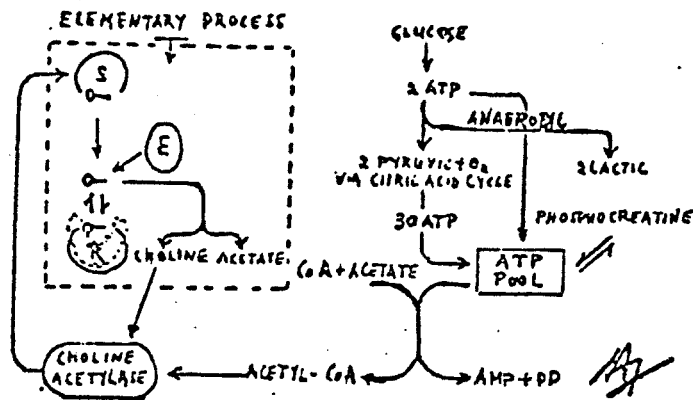 ELEMENTARY PROCESS
S
E
R
CHOLINE ACETATE
CHOLINE
ACETYLASE
GLUCOSE
2 ATP
ANAEROBIC
2 PYRUVIC + O2
VIA CITRIC ACID CYCLE
2 LACTIC
30 ATP
PHOSPHOCREATINE
ATP
POOL
CoA + ACETATE
ACETYL-CoA
AMP + PP